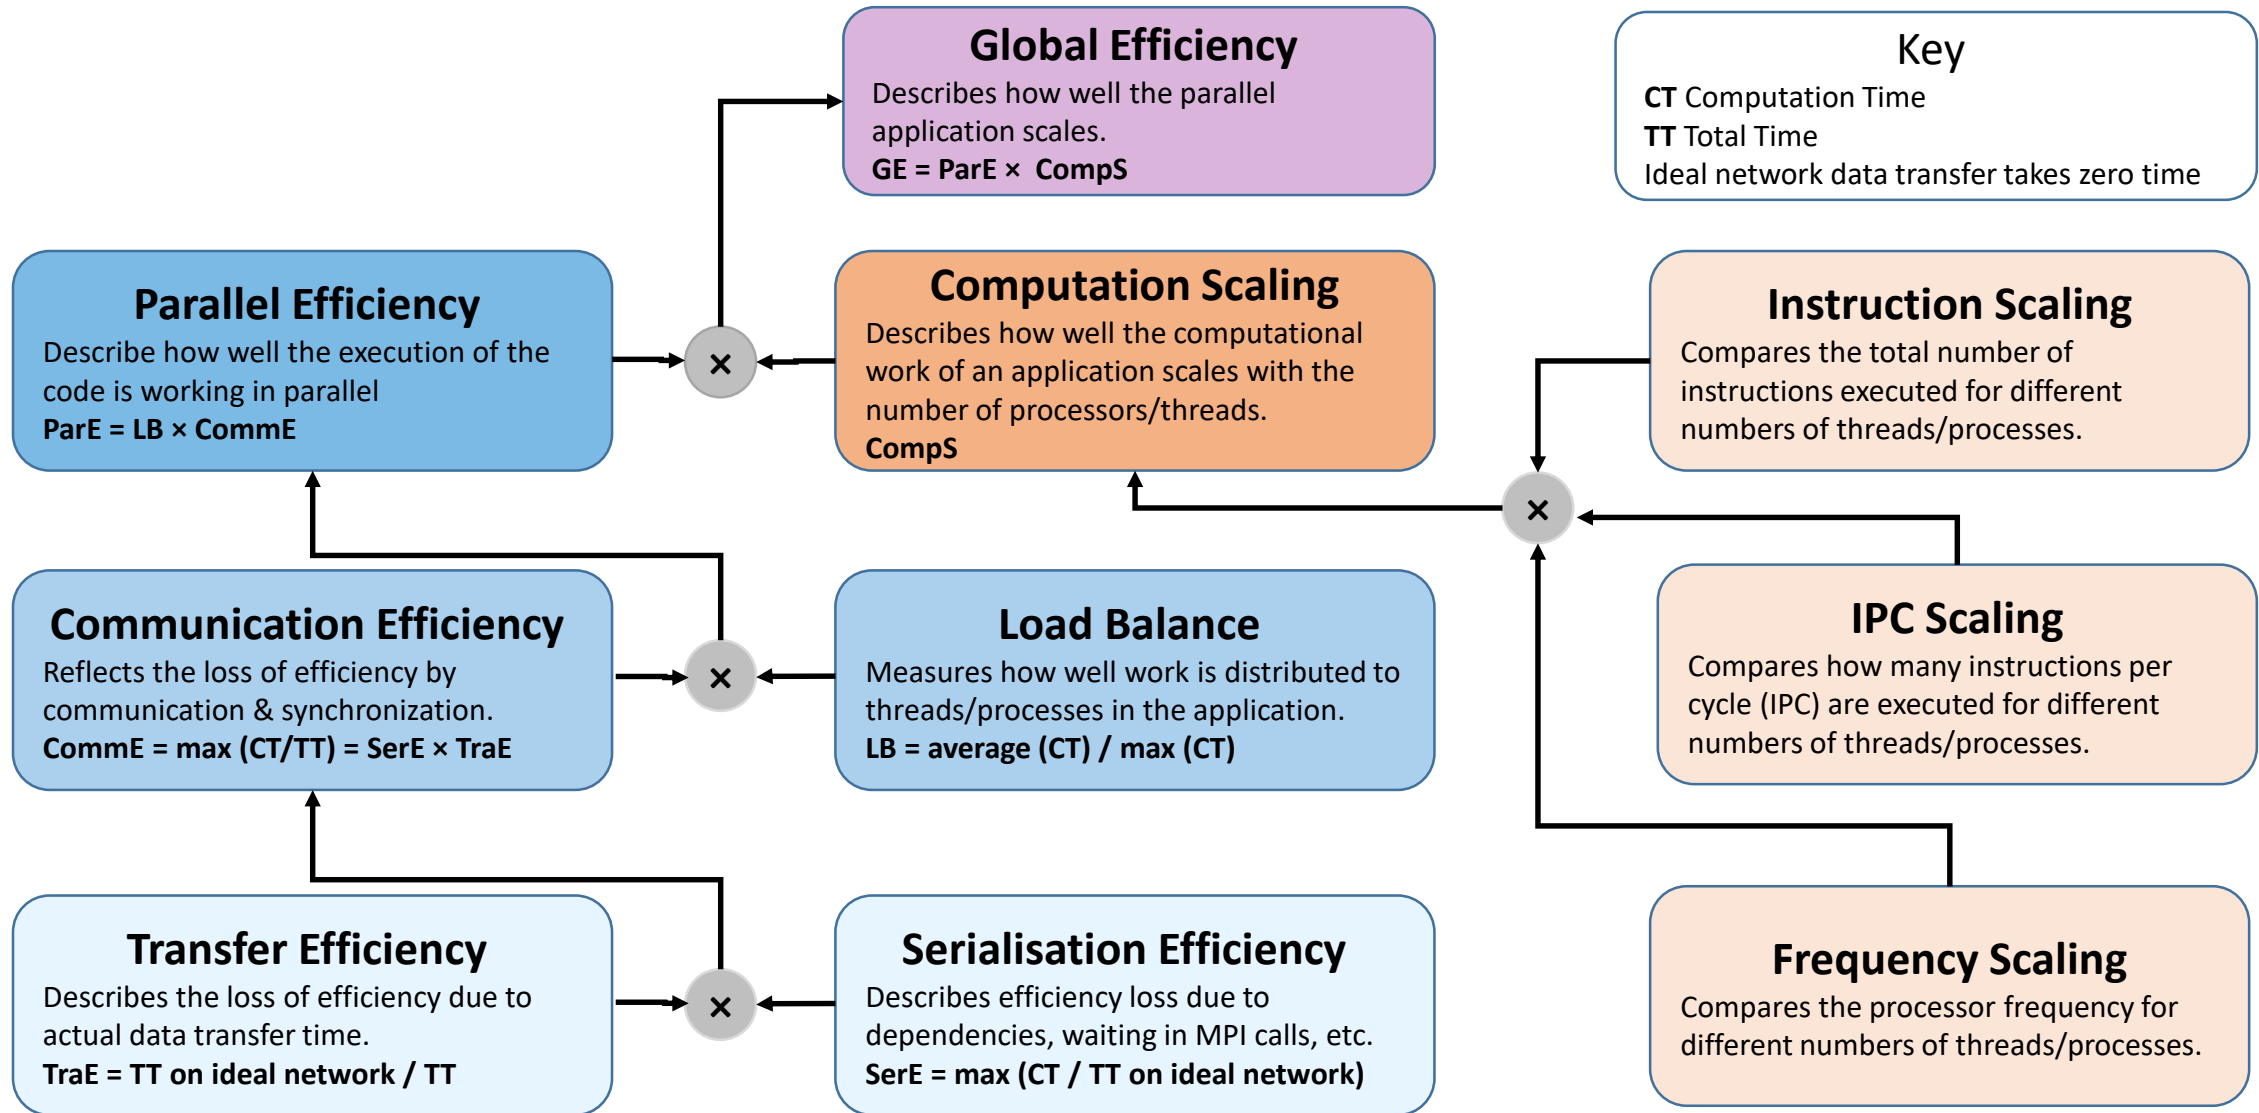 Global Efficiency
Describes how well the parallel
application scales.
GE = ParE × CompS
Key
CT Computation Time
TT Total Time
Ideal network data transfer takes zero time
Parallel Efficiency
Describe how well the execution of the
code is working in parallel
ParE = LB × CommE
×
Computation Scaling
Describes how well the computational
work of an application scales with the
number of processors/threads.
CompS
Instruction Scaling
Compares the total number of
instructions executed for different
numbers of threads/processes.
×
Communication Efficiency
Reflects the loss of efficiency by
communication & synchronization.
CommE = max (CT/TT) = SerE × TraE
×
Load Balance
Measures how well work is distributed to
threads/processes in the application.
LB = average (CT) / max (CT)
IPC Scaling
Compares how many instructions per
cycle (IPC) are executed for different
numbers of threads/processes.
Transfer Efficiency
Describes the loss of efficiency due to
actual data transfer time.
TraE = TT on ideal network / TT
×
Serialisation Efficiency
Describes efficiency loss due to
dependencies, waiting in MPI calls, etc.
SerE = max (CT / TT on ideal network)
Frequency Scaling
Compares the processor frequency for
different numbers of threads/processes.